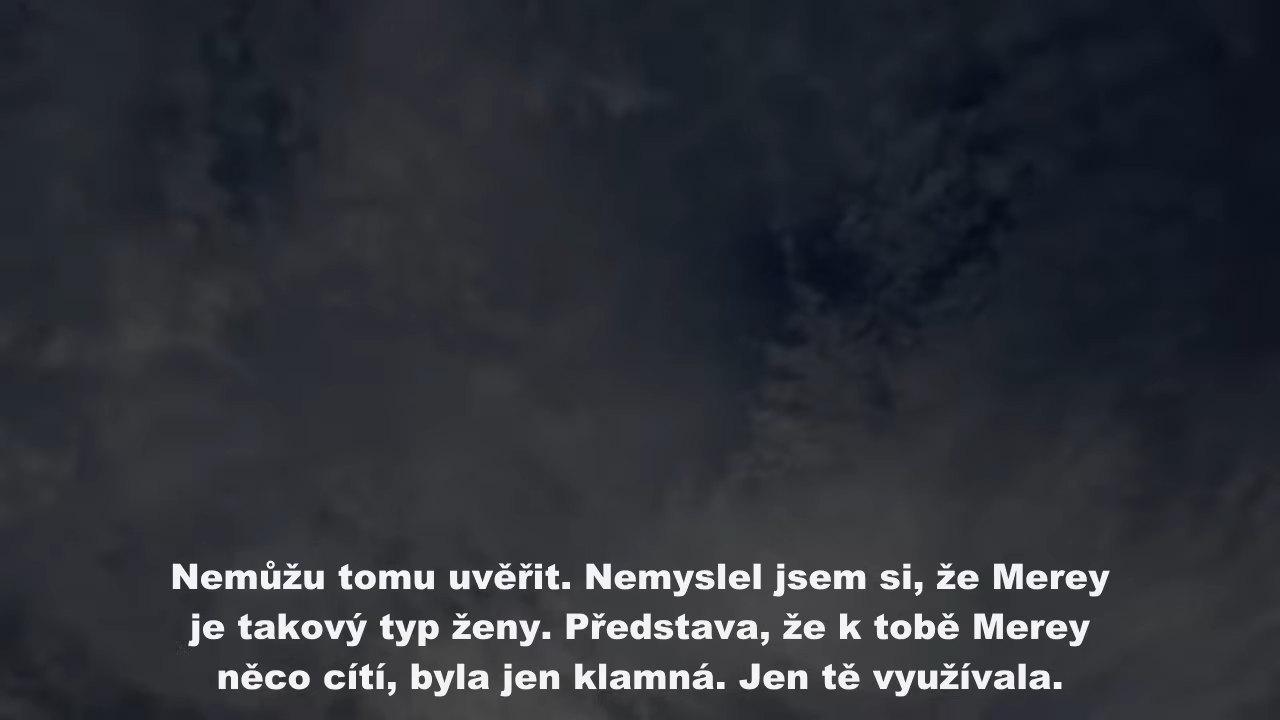 Nemůžu tomu uvěřit. Nemyslel jsem si, že Merey
je takový typ ženy. Představa, že k tobě Merey
něco cítí, byla jen klamná. Jen tě využívala.